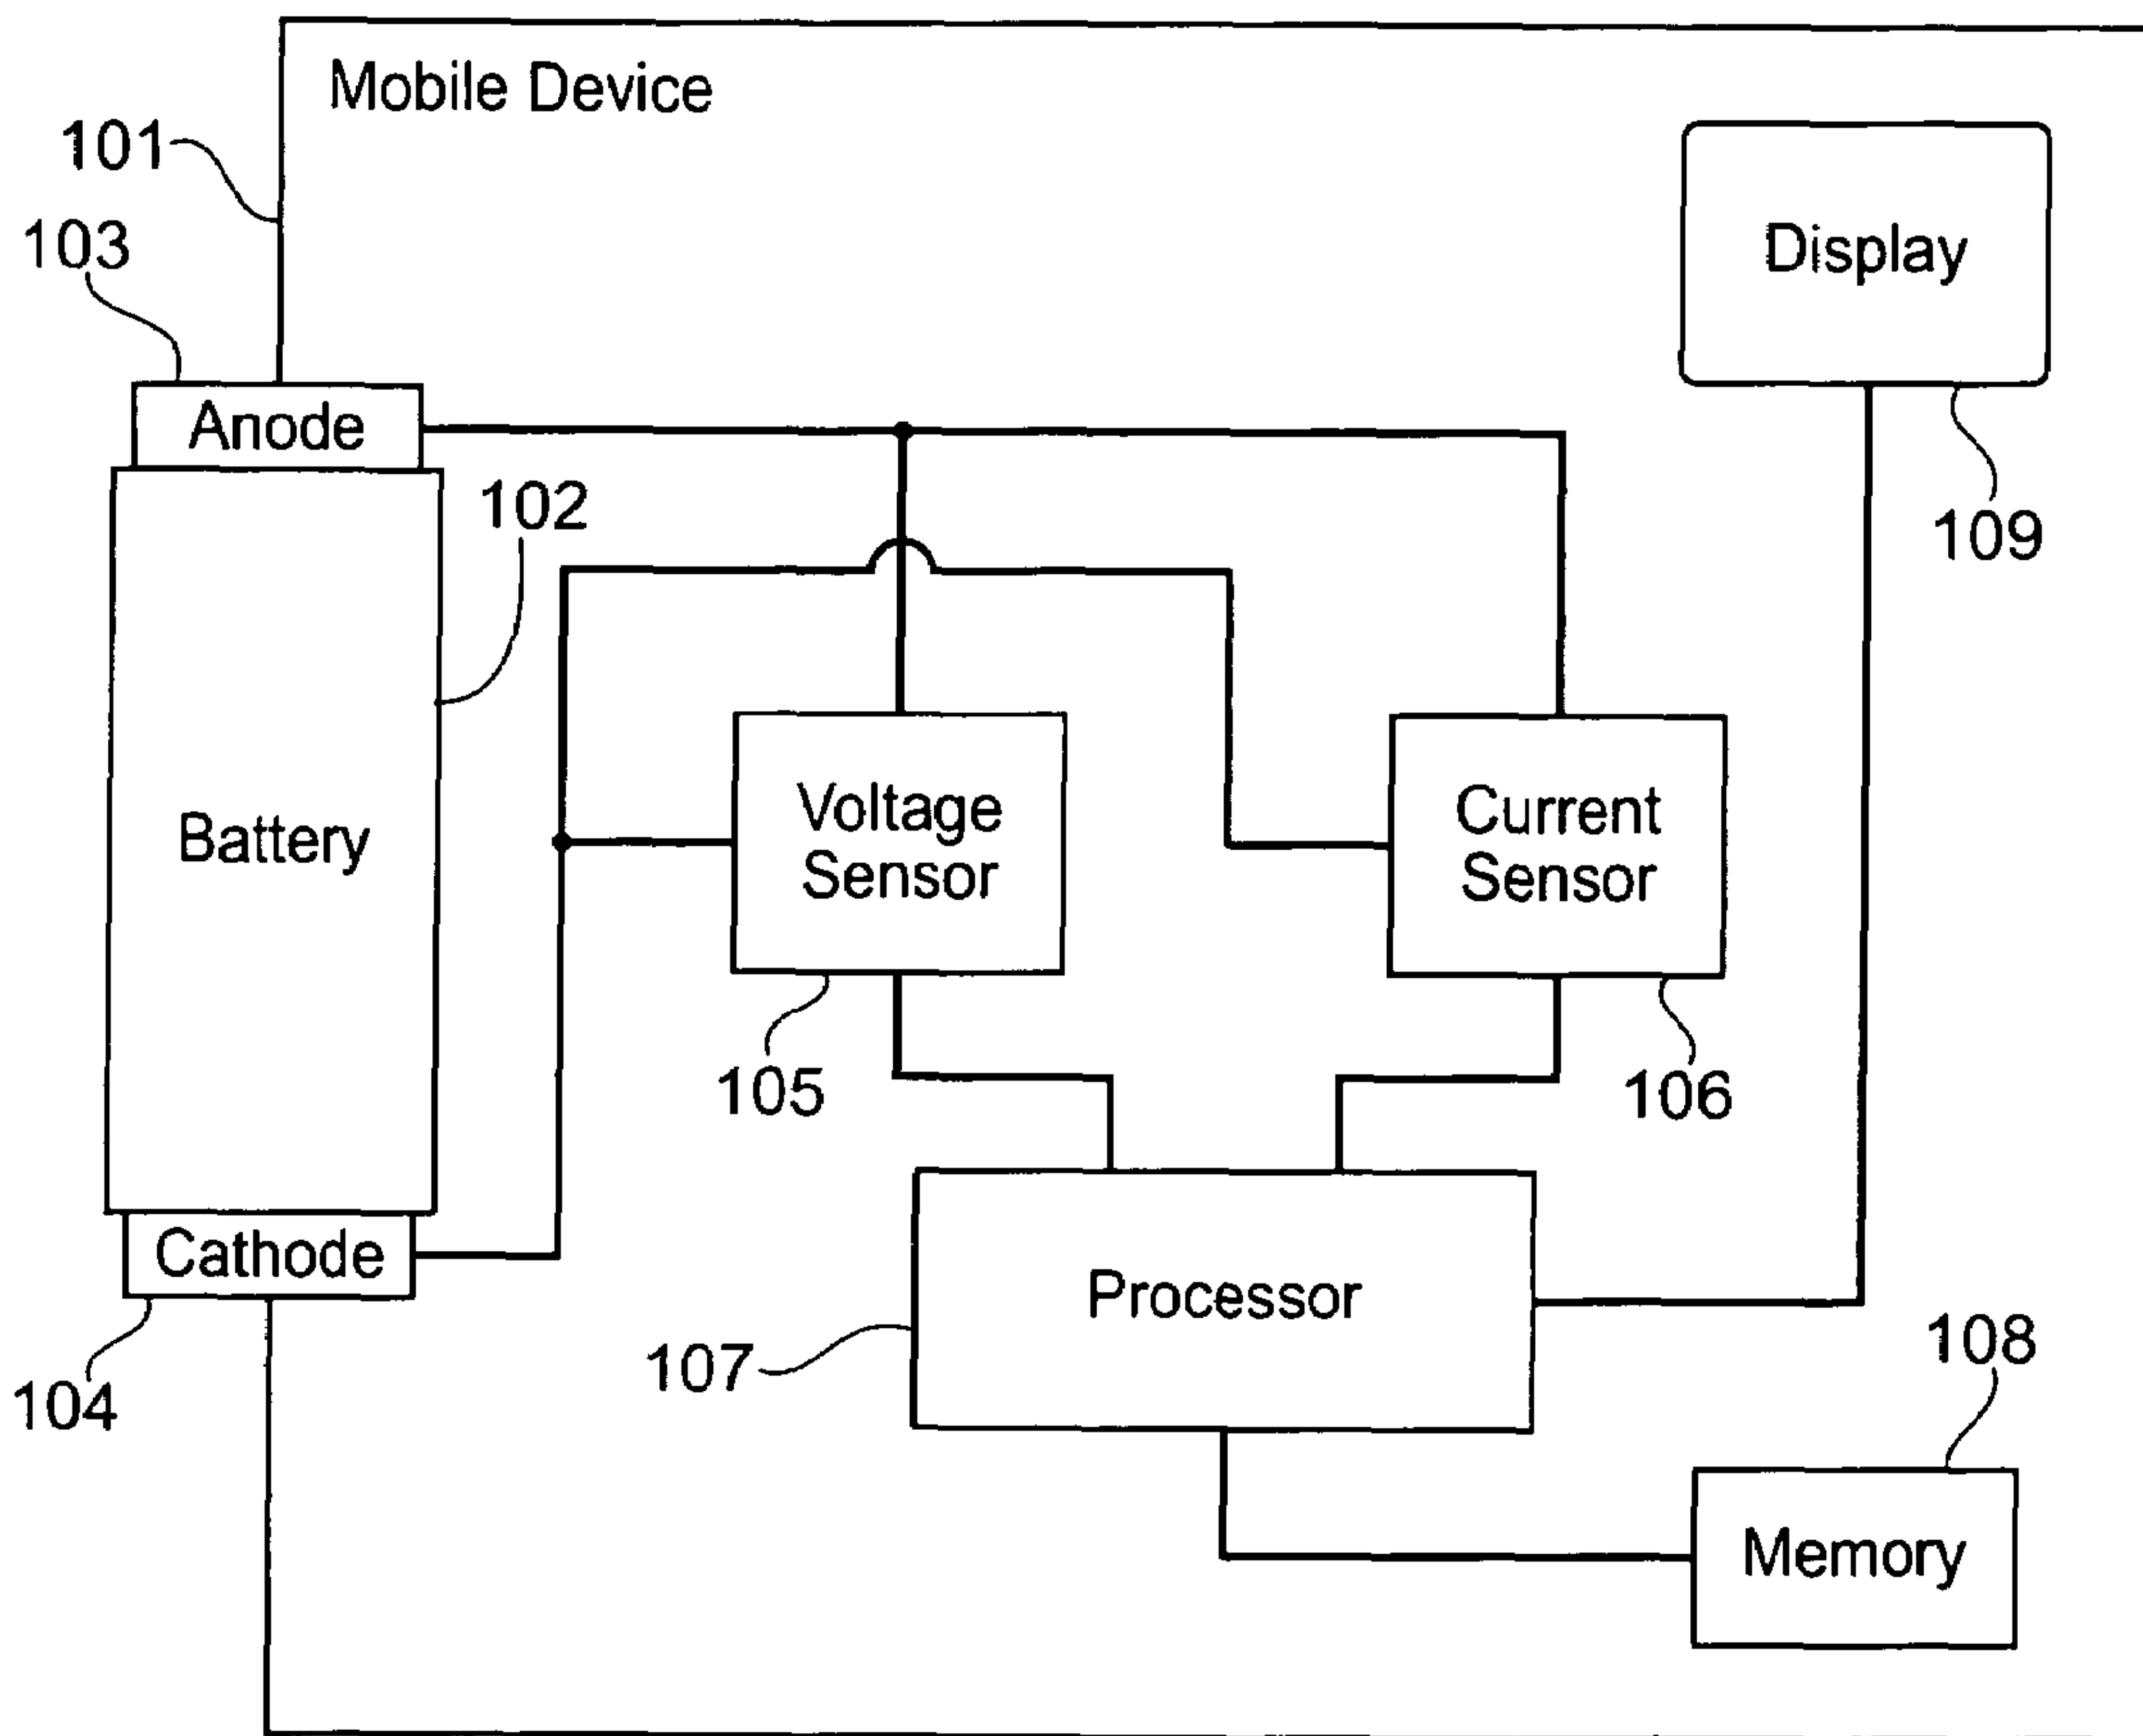 Mobile Device
101
103
Display
Anode
102
109
Voltage
Sensor
Current
Sensor
Battery
105
106
Cathode
Processor
107
108
104
Memory